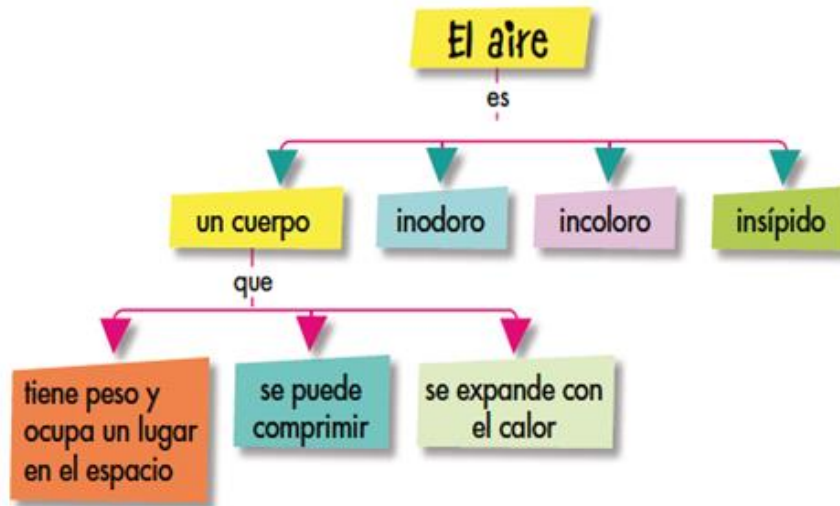 El aire
es
un cuerpo
inodoro
incoloro
insípido
que
tiene peso y
ocupa un lugar
en el espacio
se puede
comprimir
se expande con
el calor